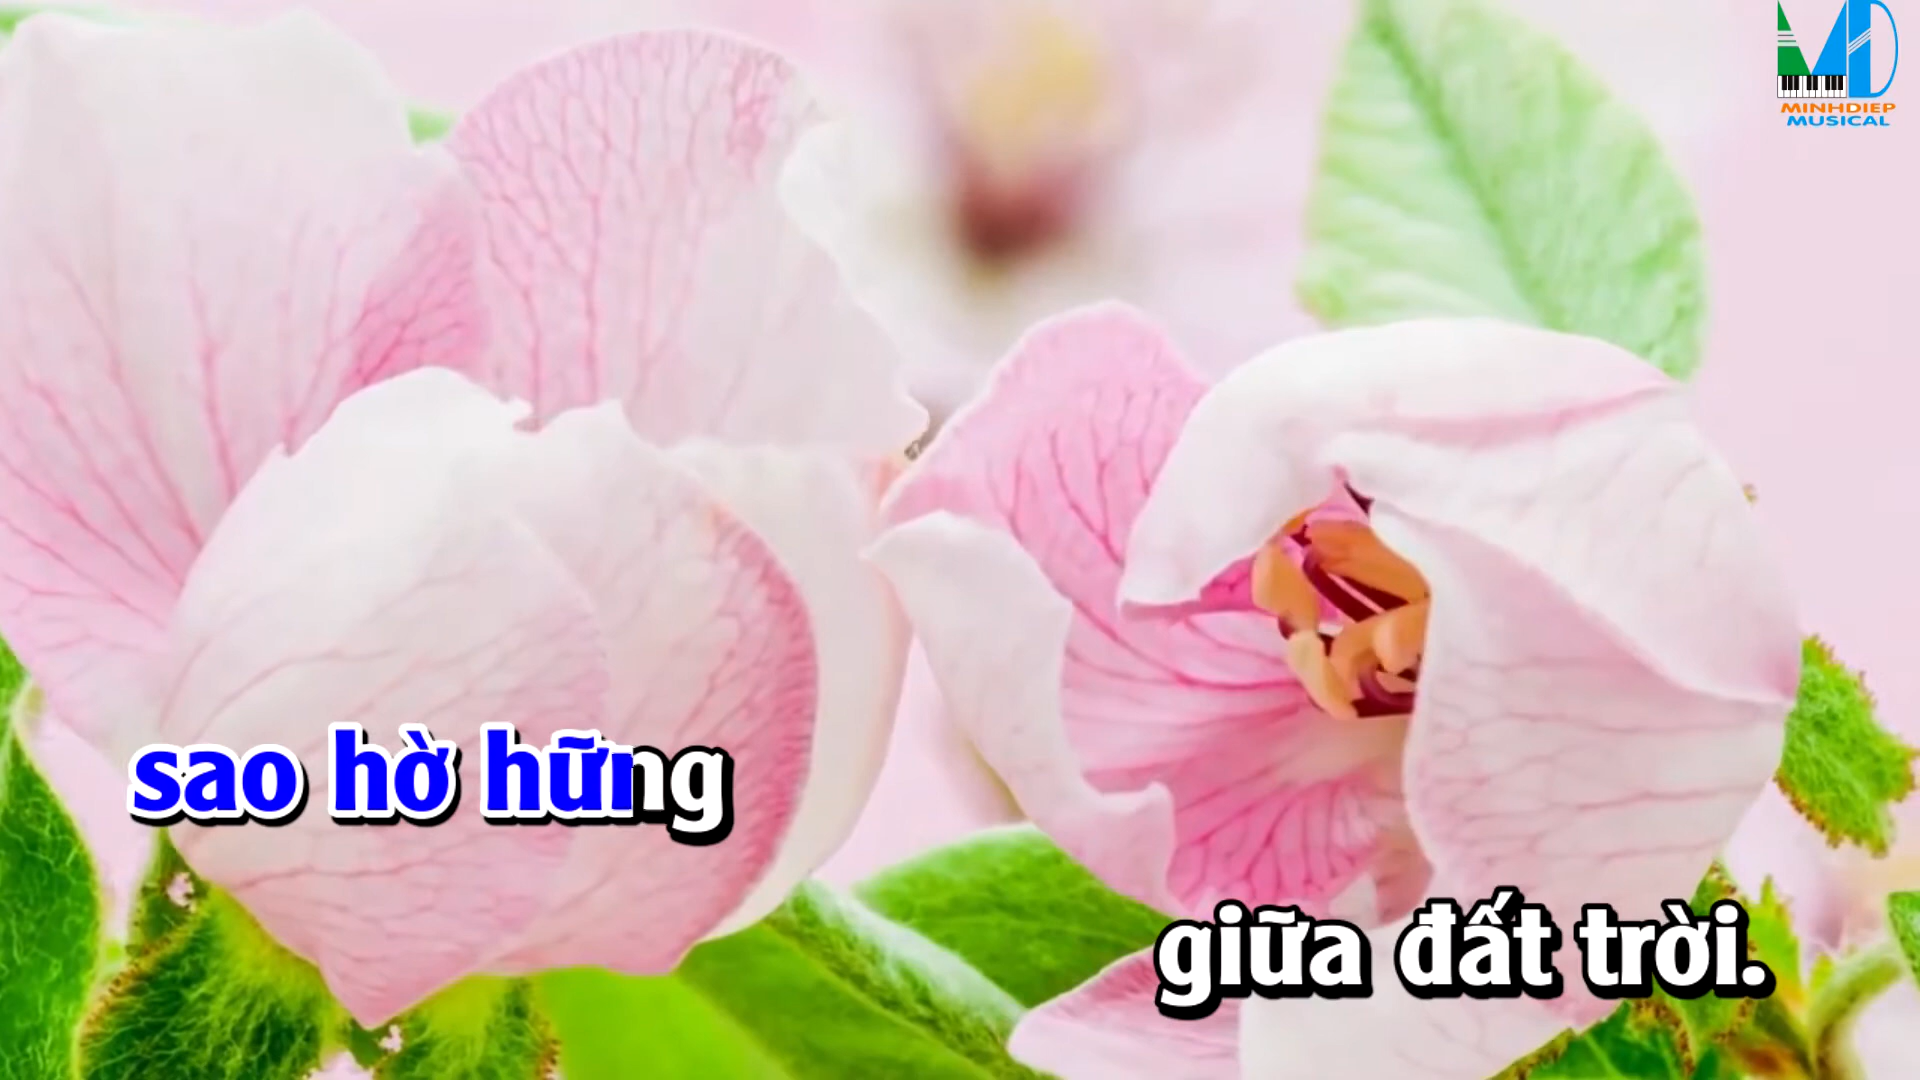 MINHDIEP
MUSICAL
sao hờ hững
giữa đất trời.